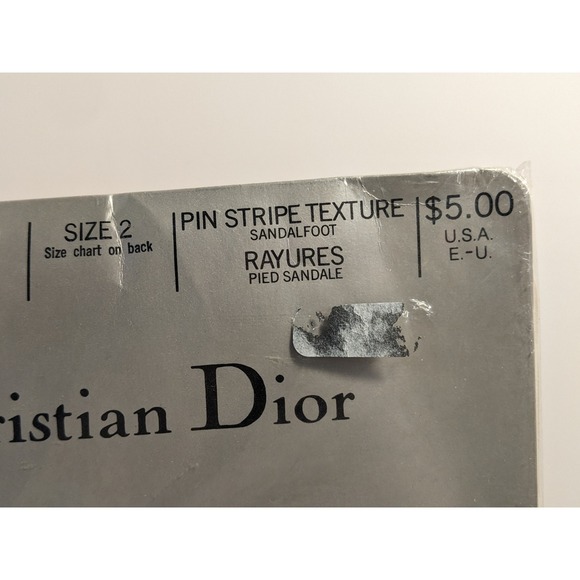 SIZE 2
Size chart on back
PIN STRIPE TEXTURE
SANDALFOOT
RAYURES
PIED SANDALE
$5.00
U.S.A.
E.-U.
ristian Dior